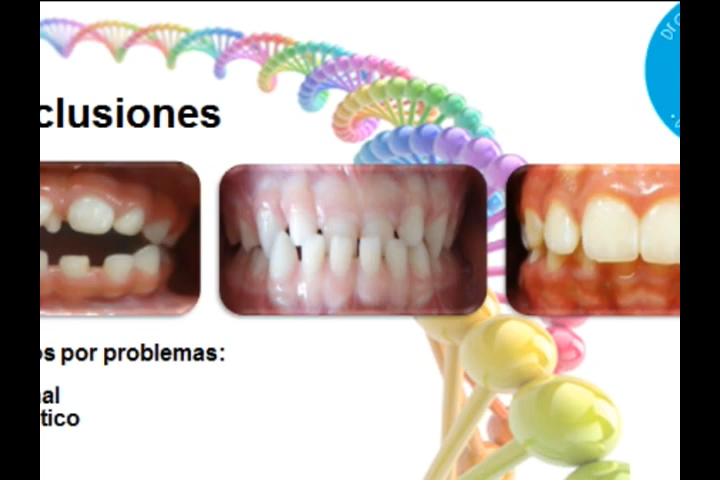 clusiones
os por problemas:
al
tico